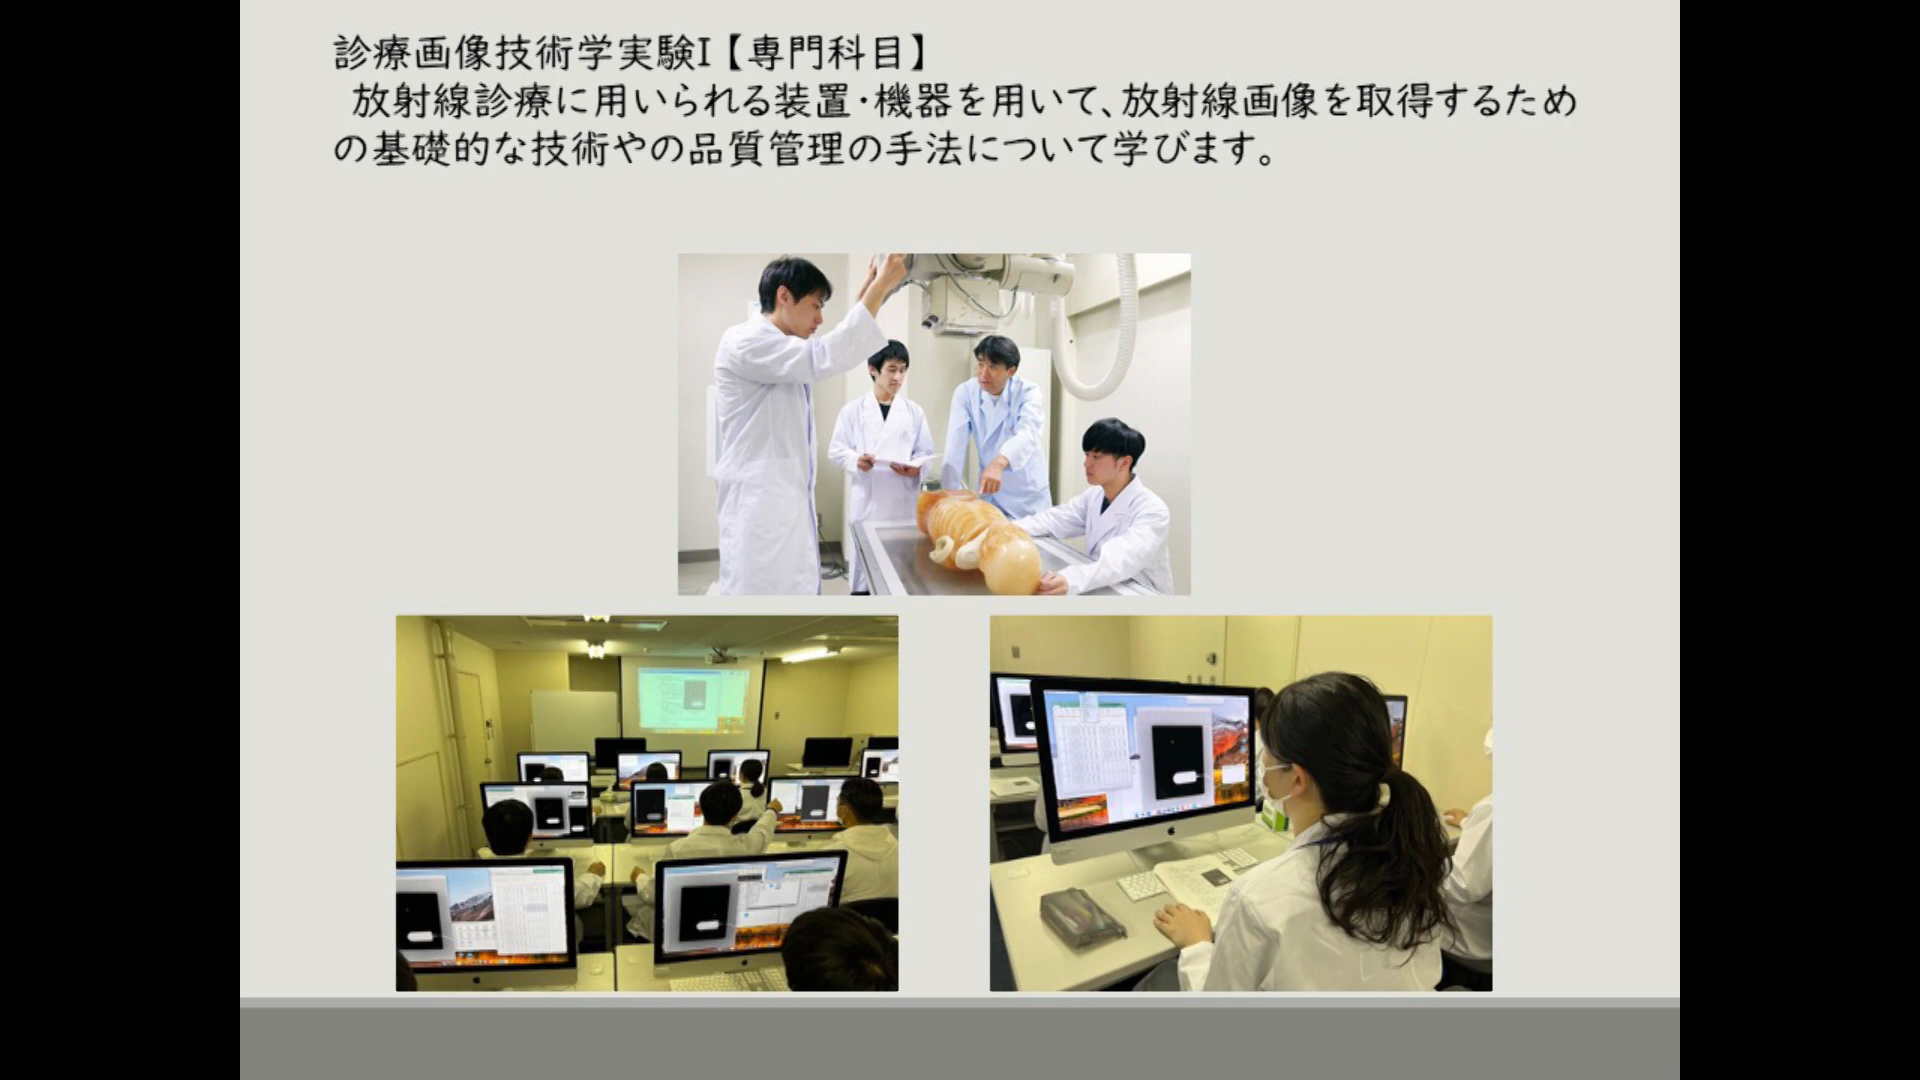 診療画像技術学実験I【専門科目】
放射線診療に用いられる装置・機器を用いて、放射線画像を取得するため
の基礎的な技術やの品質管理の手法について学びます。